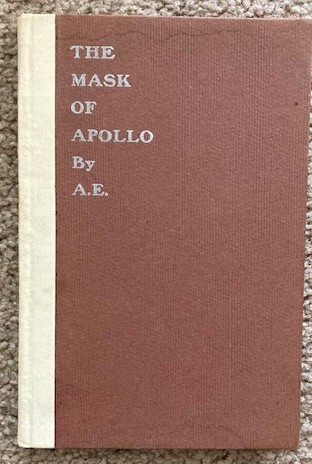 THE
MASK
OF
APOLLO
By
A.E.